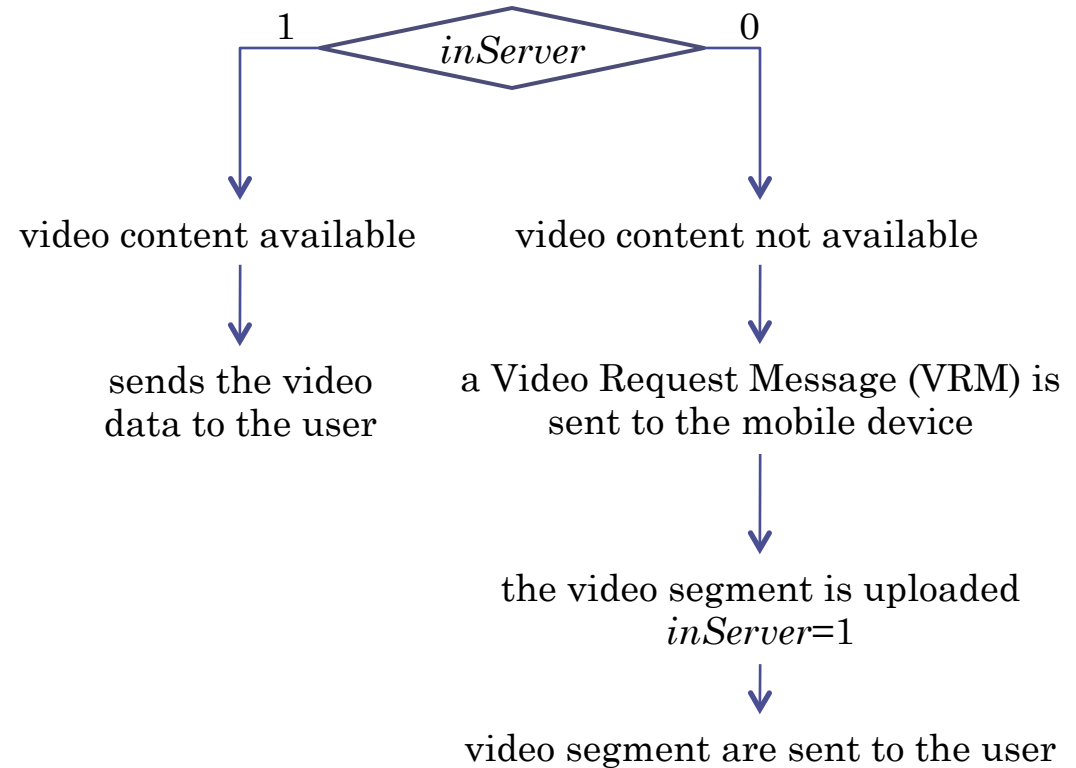 1
inServer
0
video content available
video content not available
sends the video
data to the user
a Video Request Message (VRM) is
sent to the mobile device
the video segment is uploaded
inServer=1
video segment are sent to the user